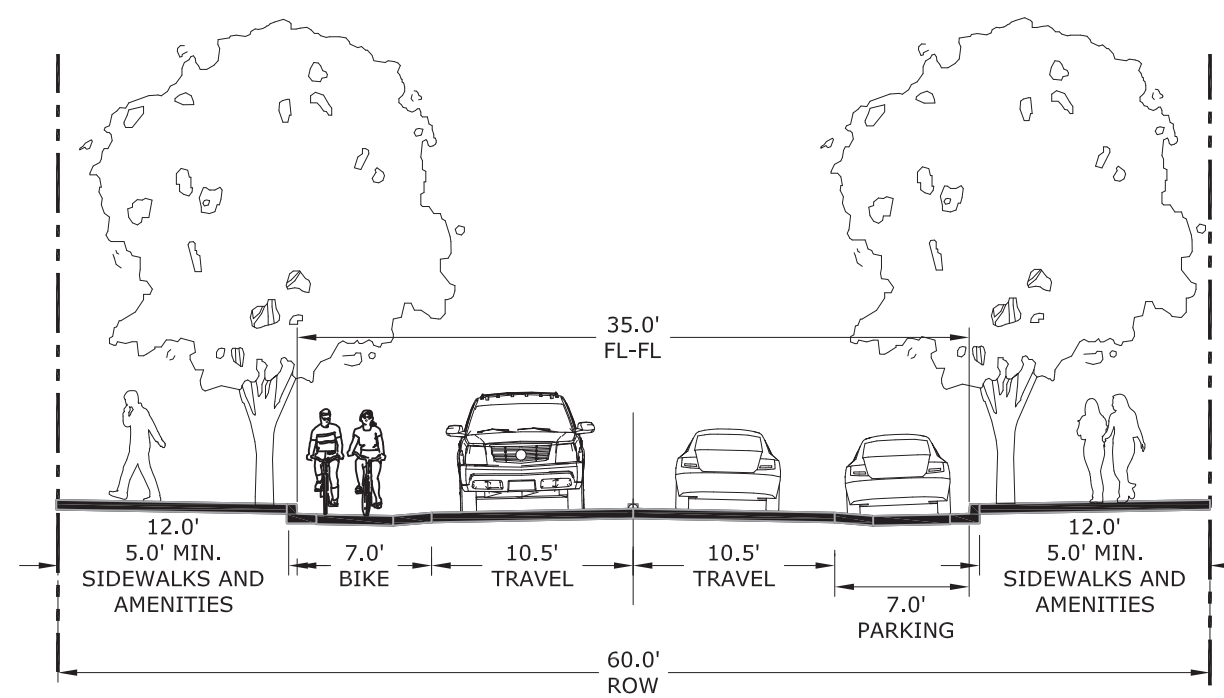 35.0'
FL-FL
12.0'
5.0' MIN.
SIDEWALKS AND
AMENITIES
7.0'
BIKE
10.5'
TRAVEL
10.5'
TRAVEL
7.0'
PARKING
12.0'
5.0' MIN.
SIDEWALKS AND
AMENITIES
60.0'
ROW